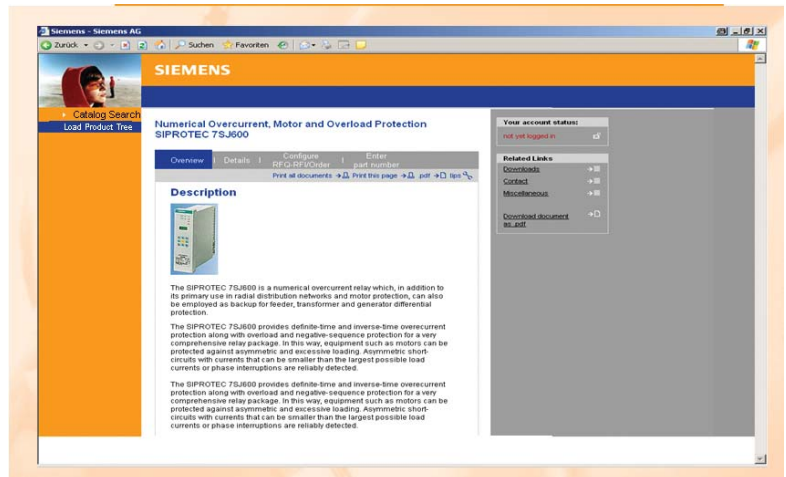 Siemens - Siemens AG
Zurück
Suchen
Favoriten
SIEMENS
Catalog Search
Load Product Tree
Numerical Overcurrent, Motor and Overload Protection
SIPROTEC 7SJ600
Overview
Details
Configure
RFQ-RFI/Order
Enter
part number
Print all documents
Print this page
pdf
tips
Description
The SIPROTEC 7SJ600 is a numerical overcurrent relay which, in addition to
its primary use in radial distribution networks and motor protection, can also
be employed as backup for feeder, transformer and generator differential
protection.
The SIPROTEC 7SJ600 provides definite-time and inverse-time overecurrent
protection along with overload and negative-sequence protection for a very
comprehensive relay package. In this way, equipment such as motors can be
protected against asymmetric and excessive loading. Asymmetric short-
circuits with currents that can be smaller than the largest possible load
currents or phase interruptions are reliably detected.
The SIPROTEC 7SJ600 provides definite-time and inverse-time overecurrent
protection along with overload and negative-sequence protection for a very
comprehensive relay package. In this way, equipment such as motors can be
protected against asymmetric and excessive loading. Asymmetric short-
circuits with currents that can be smaller than the largest possible load
currents or phase interruptions are reliably detected.
Your account status:
not yet logged in
Related Links
Downloads
Contact
Miscellaneous
Download document
as .pdf